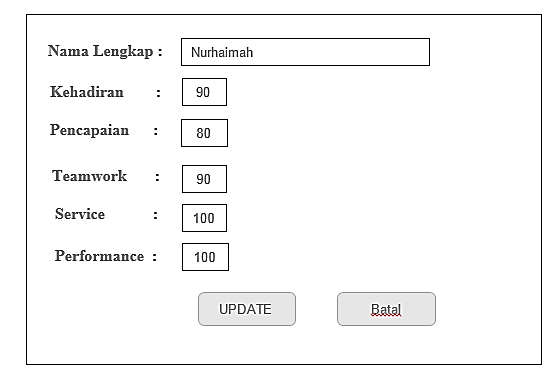 Nama Lengkap : Nurhaimah
Kehadiran : 90
Pencapaian : 80
Teamwork : 90
Service : 100
Performance : 100
UPDATE Batal